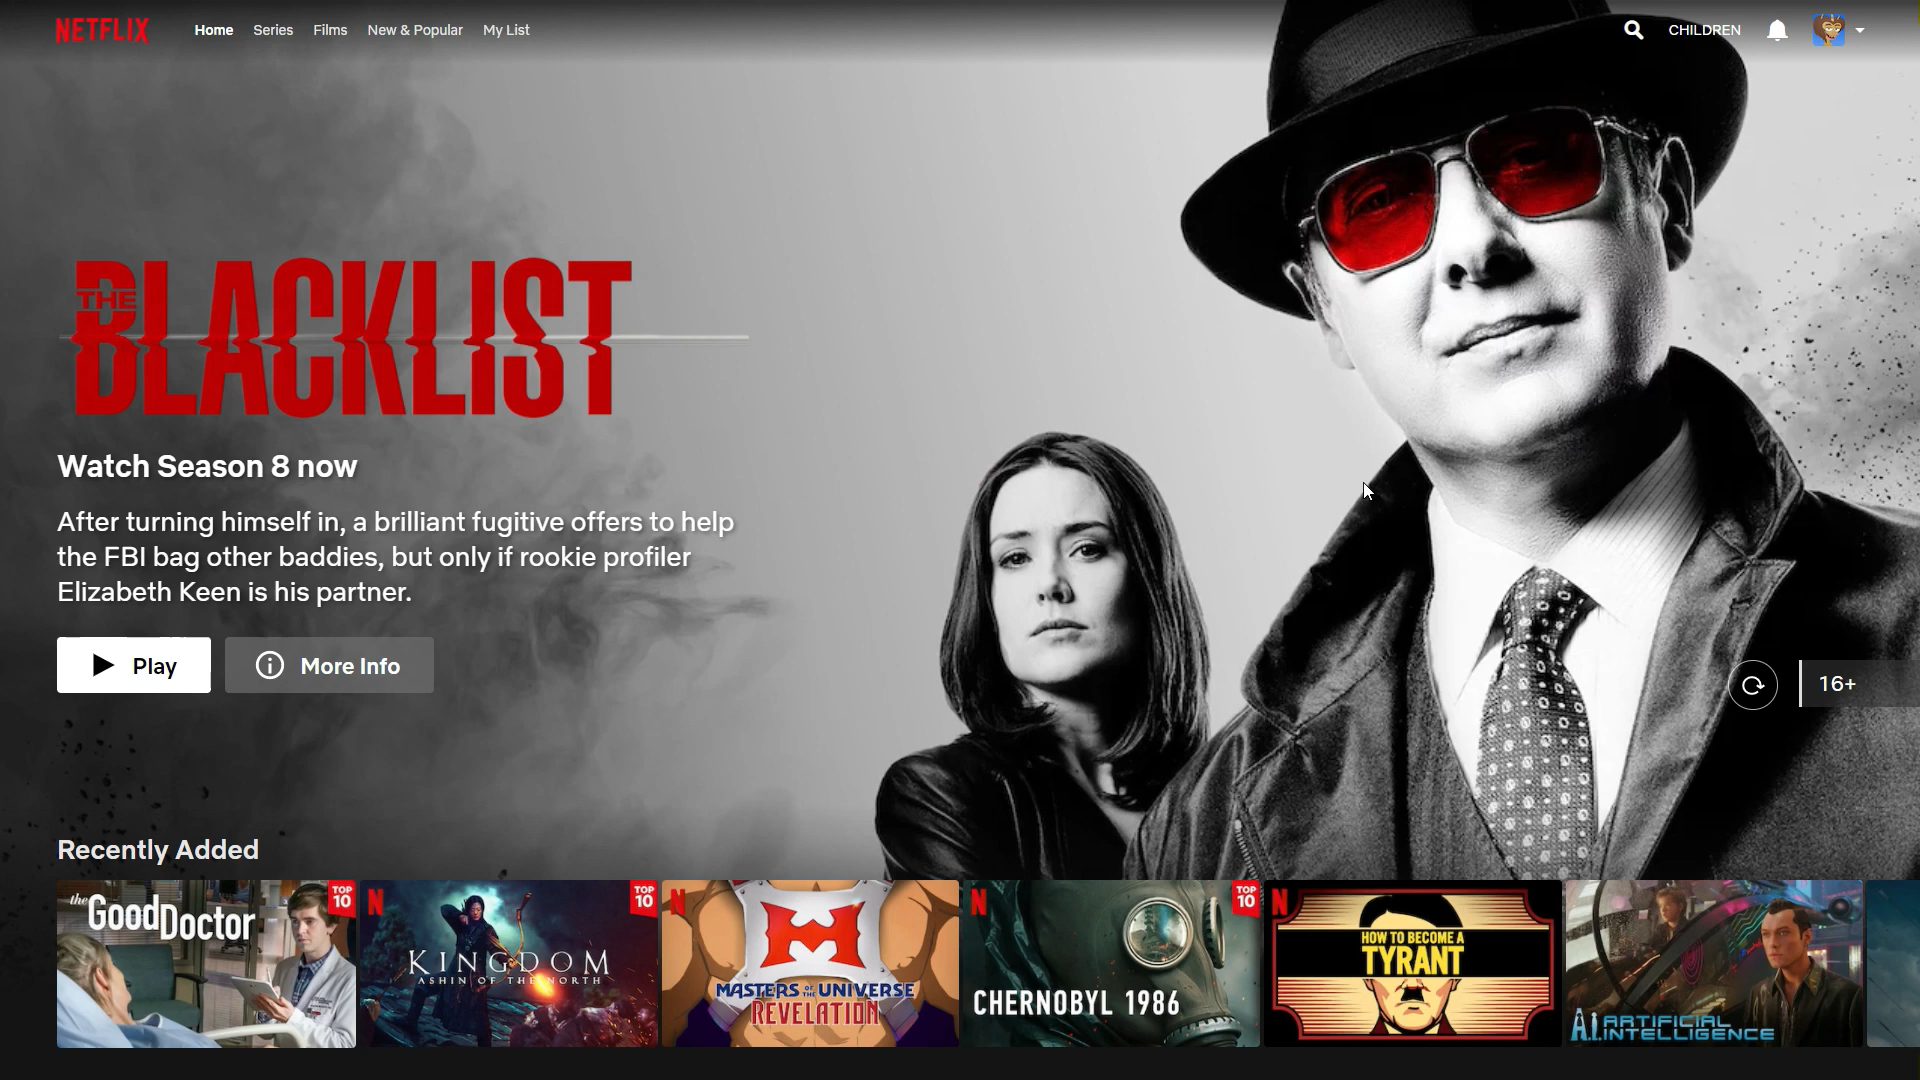 NETFLIX
Home Series Films New & Popular My List
CHILDREN
THE
BLACKLIST
Watch Season 8 now
After turning himself in, a brilliant fugitive offers to help
the FBI bag other baddies, but only if rookie profiler
Elizabeth Keen is his partner.
Play
More Info
16+
Recently Added
the
Good Doctor
TOP
10
N
KINGDOM
ASHIN OF THE NORTH
TOP
10
N
MASTERS OF THE UNIVERSE
REVELATION
N
CHERNOBYL 1986
TOP
10
N
HOW TO BECOME A
TYRANT
A.I. ARTIFICIAL
INTELLIGENCE